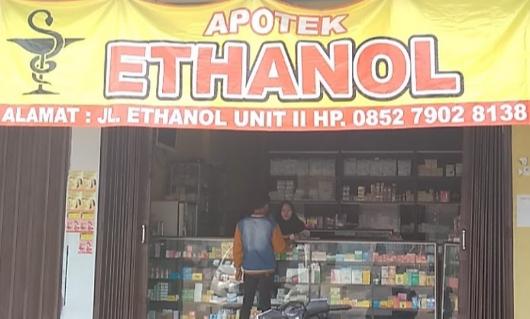 APOTEK
ETHANOL
ALAMAT : JL. ETHANOL UNIT II HP. 0852 7902 8138